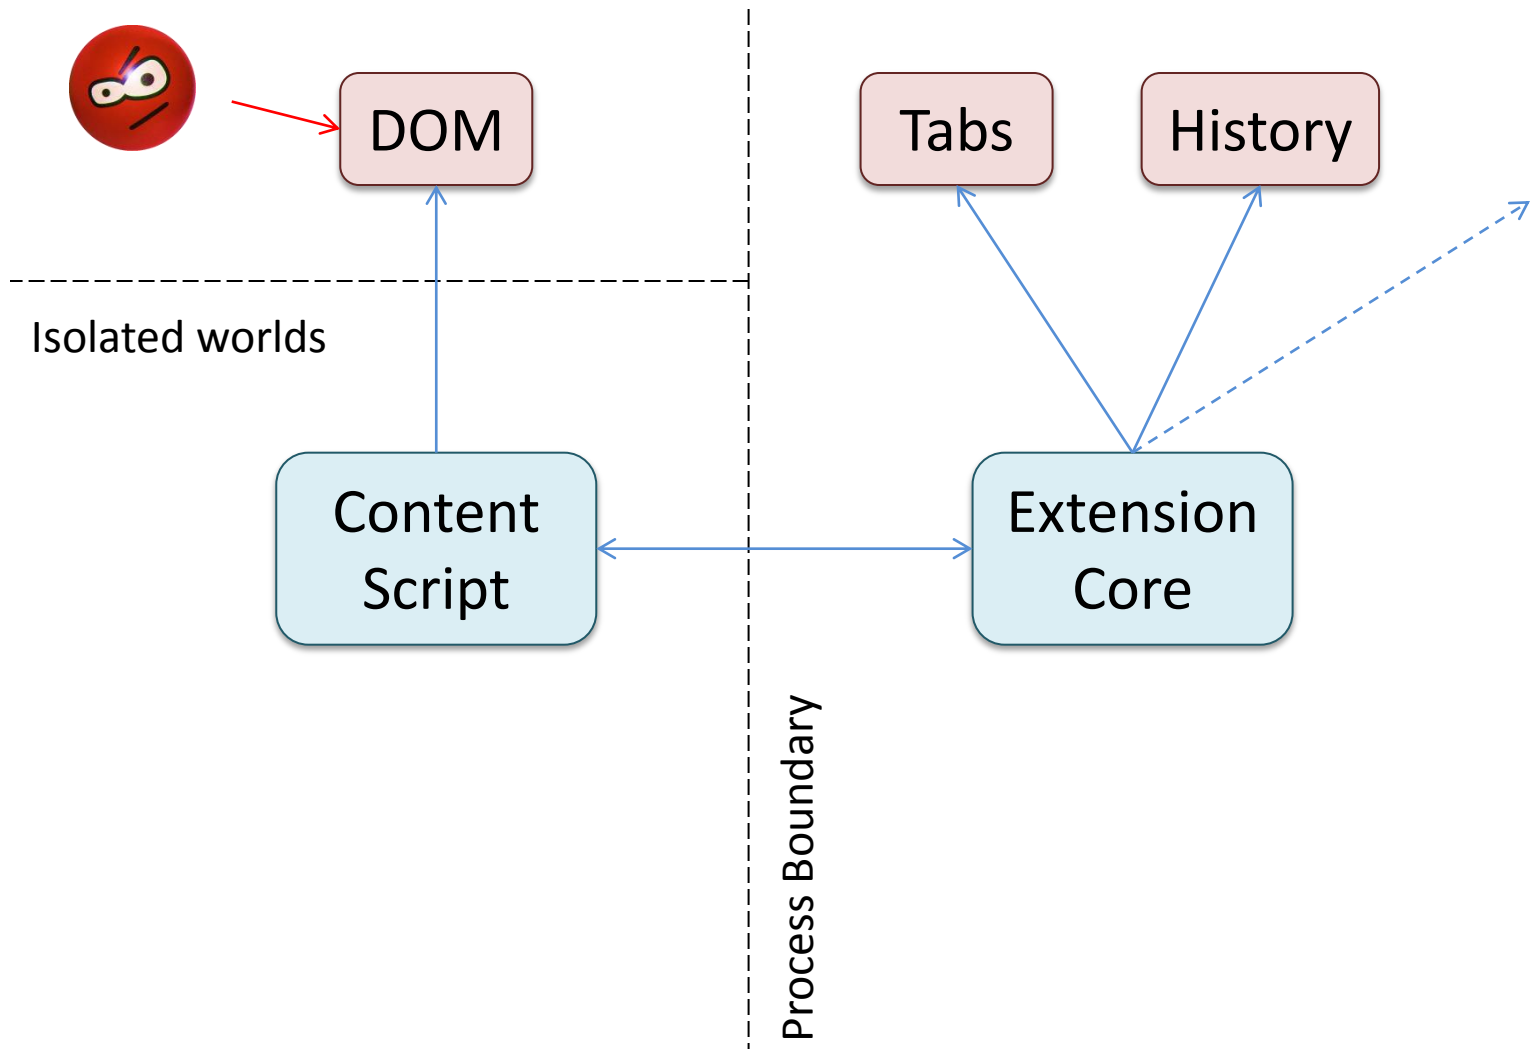 DOM
Tabs
History
Isolated worlds
Content
Script
Extension
Core
Process Boundary